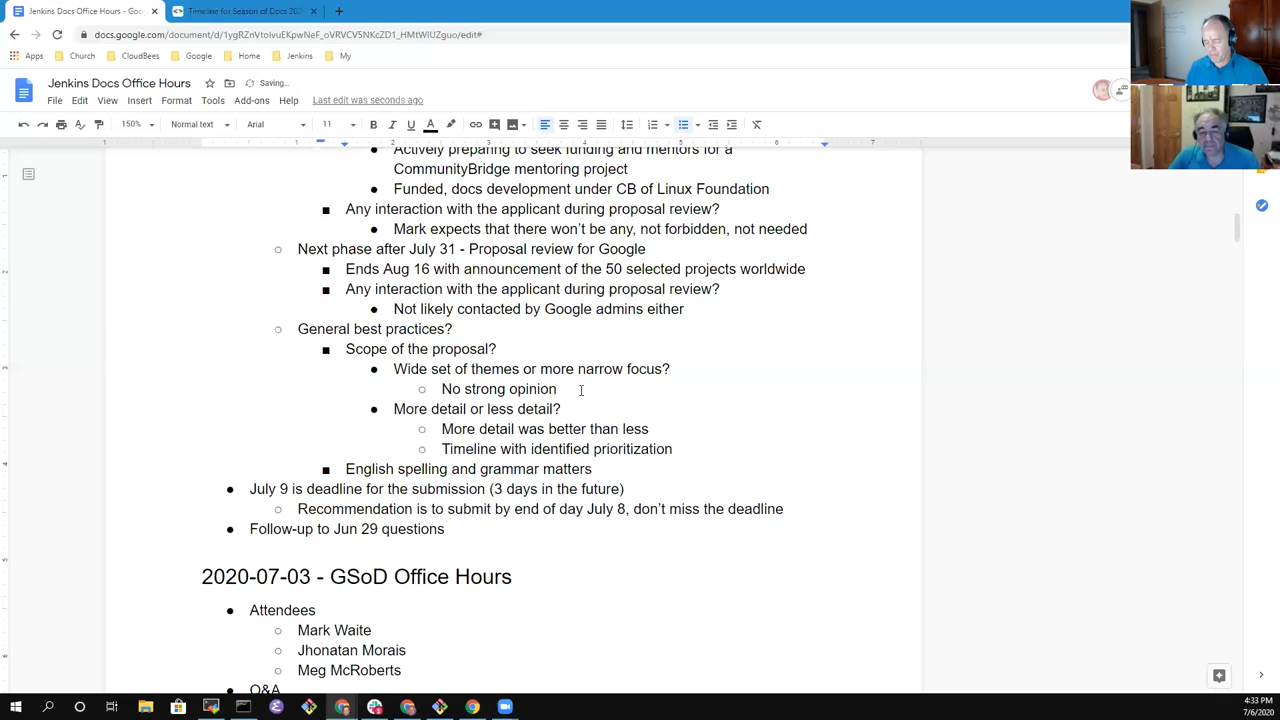 Jenkins Docs Office Hours - Goo
Timeline for Season of Docs 202
docs.google.com/document/d/1ygRZnVtoIvuEKpwNeF_oVRVCV5NKcZD1_HMtWIUZguo/edit#
Apps
Church
CloudBees
Google
Home
Jenkins
My
Jenkins Docs Office Hours
Saving...
File Edit View Insert Format Tools Add-ons Help Last edit was seconds ago
150% Normal text Arial 11
Actively preparing to seek funding and mentors for a
CommunityBridge mentoring project
Funded, docs development under CB of Linux Foundation
Any interaction with the applicant during proposal review?
Mark expects that there won't be any, not forbidden, not needed
Next phase after July 31 - Proposal review for Google
Ends Aug 16 with announcement of the 50 selected projects worldwide
Any interaction with the applicant during proposal review?
Not likely contacted by Google admins either
General best practices?
Scope of the proposal?
Wide set of themes or more narrow focus?
No strong opinion
More detail or less detail?
More detail was better than less
Timeline with identified prioritization
English spelling and grammar matters
July 9 is deadline for the submission (3 days in the future)
Recommendation is to submit by end of day July 8, don't miss the deadline
Follow-up to Jun 29 questions
2020-07-03 - GSoD Office Hours
Attendees
Mark Waite
Jhonatan Morais
Meg McRoberts
Q&A
4:33 PM
7/6/2020